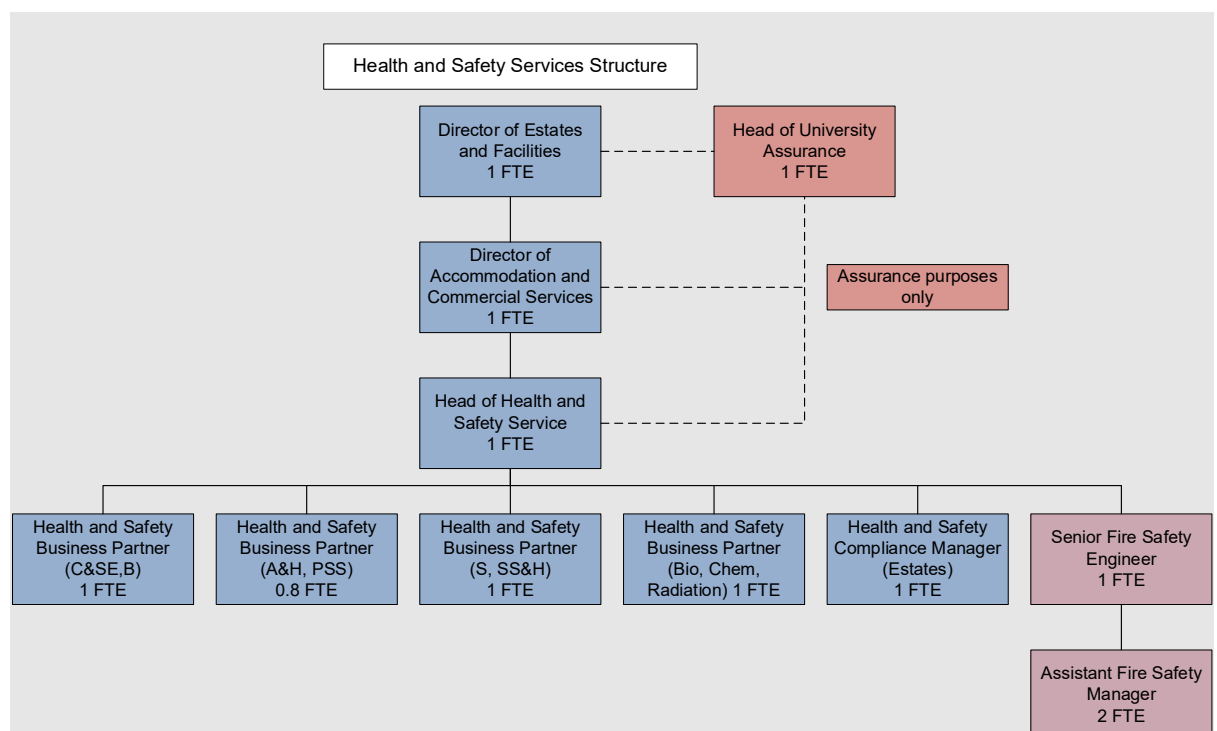 Health and Safety Services Structure
Director of Estates
and Facilities
1 FTE
Head of University
Assurance
1 FTE
Director of
Accommodation and
Commercial Services
1 FTE
Assurance purposes
only
Head of Health and
Safety Service
1 FTE
Health and Safety
Business Partner
(C&SE,B)
1 FTE
Health and Safety
Business Partner
(A&H, PSS)
0.8 FTE
Health and Safety
Business Partner
(S, SS&H)
1 FTE
Health and Safety
Business Partner
(Bio, Chem,
Radiation) 1 FTE
Health and Safety
Compliance Manager
(Estates)
1 FTE
Senior Fire Safety
Engineer
1 FTE
Assistant Fire Safety
Manager
2 FTE